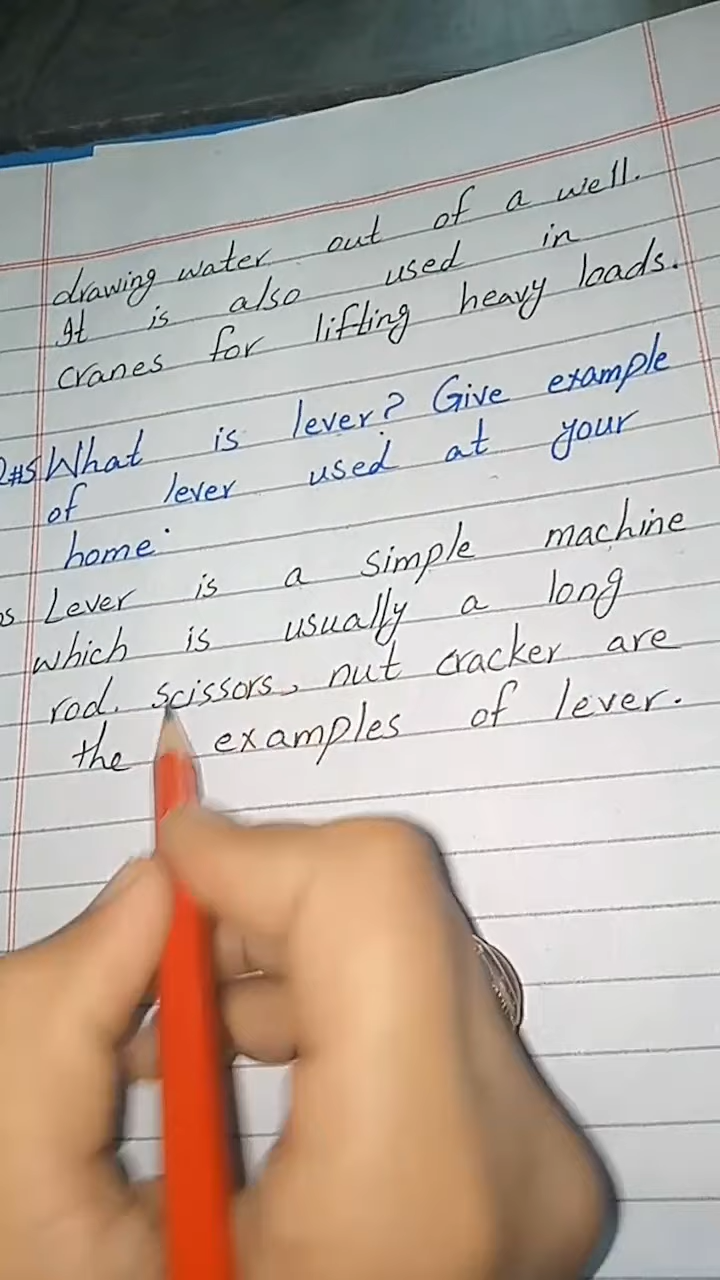 drawing water out of a well.
It is also used in
cranes for lifting heavy loads.
Q#5 What is lever? Give example
of lever used at your
home.
ns Lever is a simple machine
which is usually a long
rod. scissors, nut cracker are
the examples of lever.